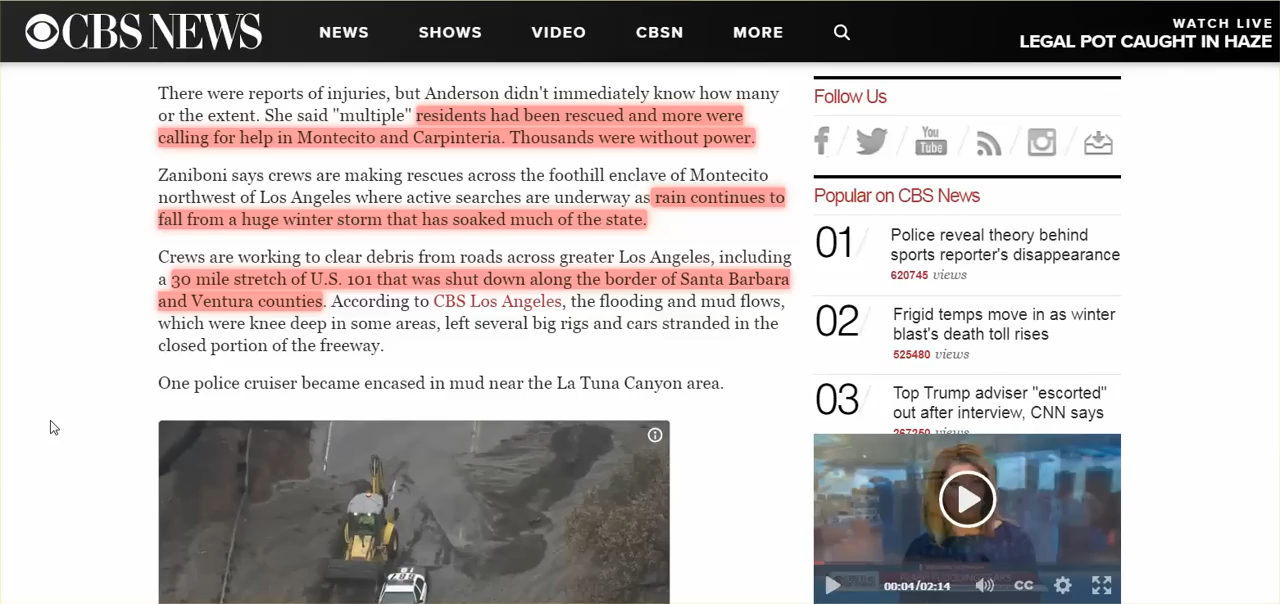 CBS NEWS
NEWS SHOWS VIDEO CBSN MORE
WATCH LIVE
LEGAL POT CAUGHT IN HAZE
There were reports of injuries, but Anderson didn't immediately know how many
or the extent. She said "multiple" residents had been rescued and more were
calling for help in Montecito and Carpinteria. Thousands were without power.
Zaniboni says crews are making rescues across the foothill enclave of Montecito
northwest of Los Angeles where active searches are underway as rain continues to
fall from a huge winter storm that has soaked much of the state.
Crews are working to clear debris from roads across greater Los Angeles, including
a 30 mile stretch of U.S. 101 that was shut down along the border of Santa Barbara
and Ventura counties. According to CBS Los Angeles, the flooding and mud flows,
which were knee deep in some areas, left several big rigs and cars stranded in the
closed portion of the freeway.
One police cruiser became encased in mud near the La Tuna Canyon area.
Follow Us
You
Tube
Popular on CBS News
01
Police reveal theory behind
sports reporter's disappearance
620745 views
02
Frigid temps move in as winter
blast's death toll rises
525480 views
03
Top Trump adviser "escorted"
out after interview, CNN says
267250 views
00:04/02:14
CC